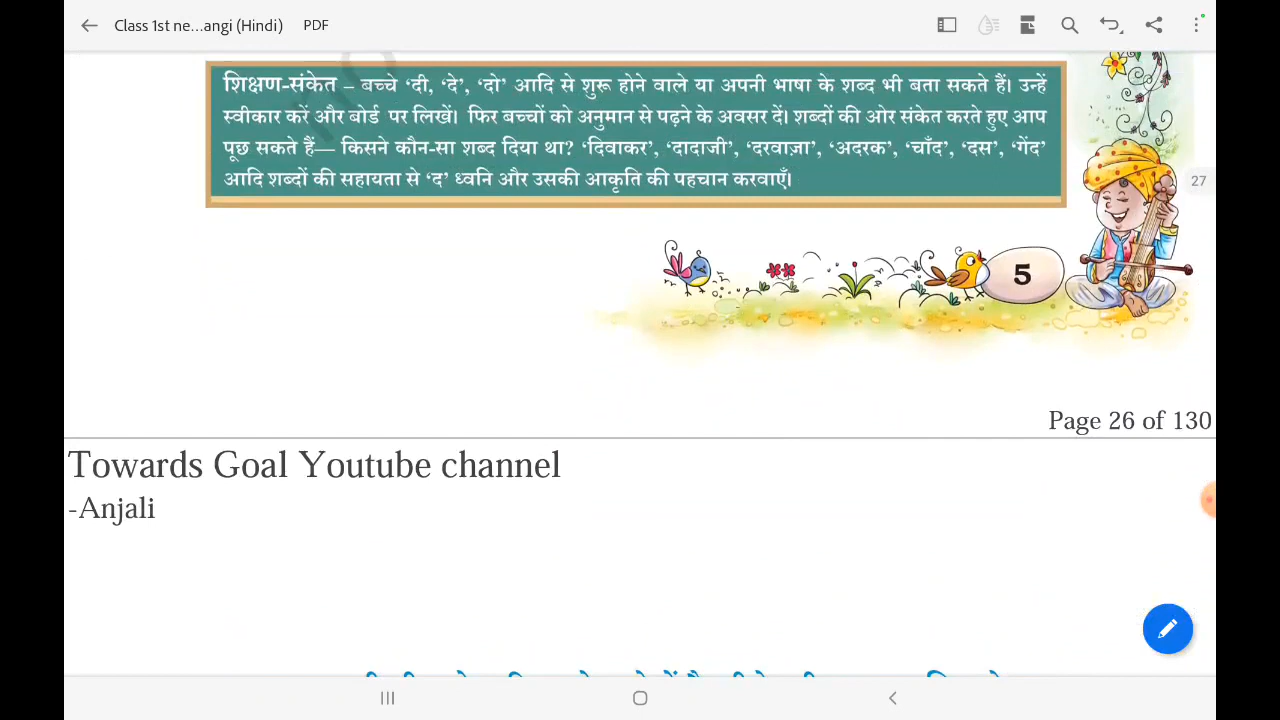 Class 1st ne...angi (Hindi) PDF
शिक्षण-संकेत – बच्चे ‘दी, ‘दे’, ‘दो’ आदि से शुरू होने वाले या अपनी भाषा के शब्द भी बता सकते हैं। उन्हें
स्वीकार करें और बोर्ड पर लिखें। फिर बच्चों को अनुमान से पढ़ने के अवसर दें। शब्दों की ओर संकेत करते हुए आप
पूछ सकते हैं— किसने कौन-सा शब्द दिया था? ‘दिवाकर’, ‘दादाजी’, ‘दरवाज़ा’, ‘अदरक’, ‘चाँद’, ‘दस’, ‘गेंद’
आदि शब्दों की सहायता से ‘द’ ध्वनि और उसकी आकृति की पहचान करवाएँ।
27
5
Page 26 of 130
Towards Goal Youtube channel
-Anjali